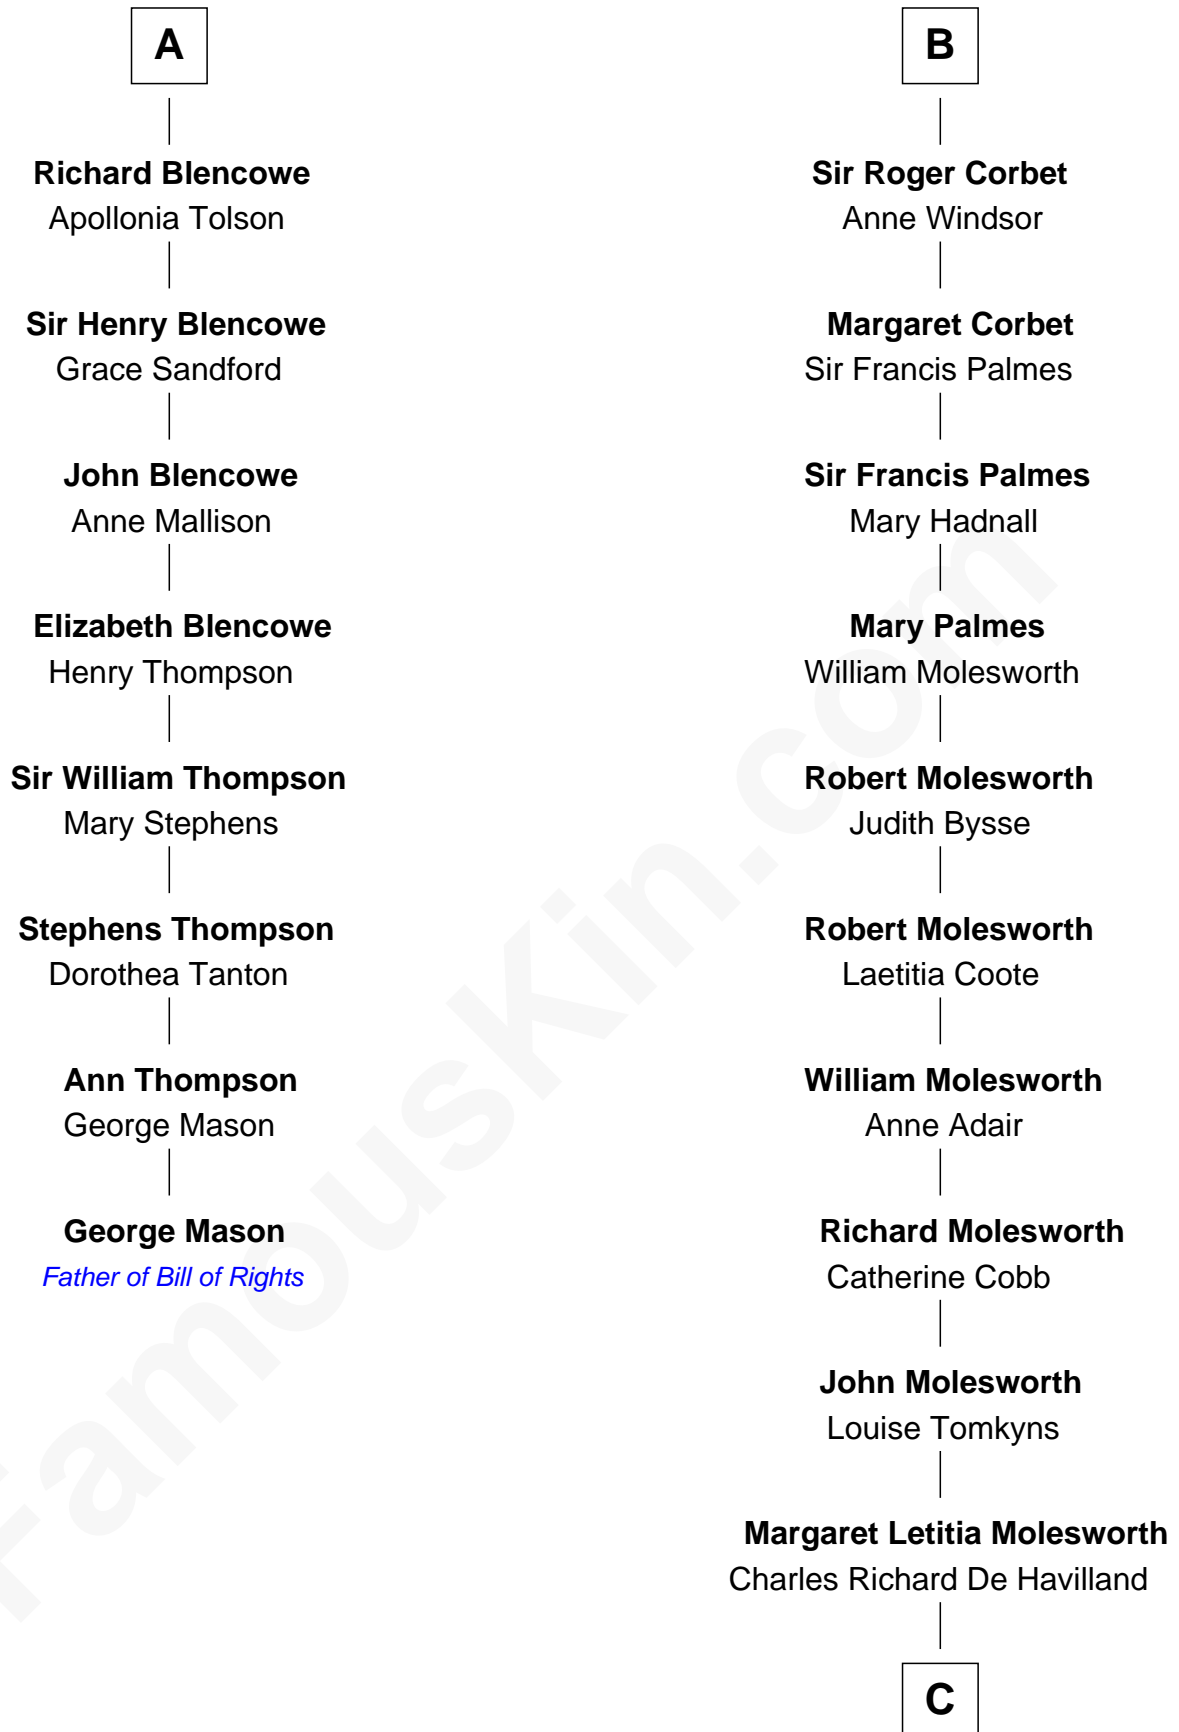 A
Richard Blencowe
Apollonia Tolson
Sir Henry Blencowe
Grace Sandford
John Blencowe
Anne Mallison
Elizabeth Blencowe
Henry Thompson
Sir William Thompson
Mary Stephens
Stephens Thompson
Dorothea Tanton
Ann Thompson
George Mason
George Mason
Father of Bill of Rights
B
Sir Roger Corbet
Anne Windsor
Margaret Corbet
Sir Francis Palmes
Sir Francis Palmes
Mary Hadnall
Mary Palmes
William Molesworth
Robert Molesworth
Judith Bysse
Robert Molesworth
Laetitia Coote
William Molesworth
Anne Adair
Richard Molesworth
Catherine Cobb
John Molesworth
Louise Tomkyns
Margaret Letitia Molesworth
Charles Richard De Havilland
C
FamousKin.com